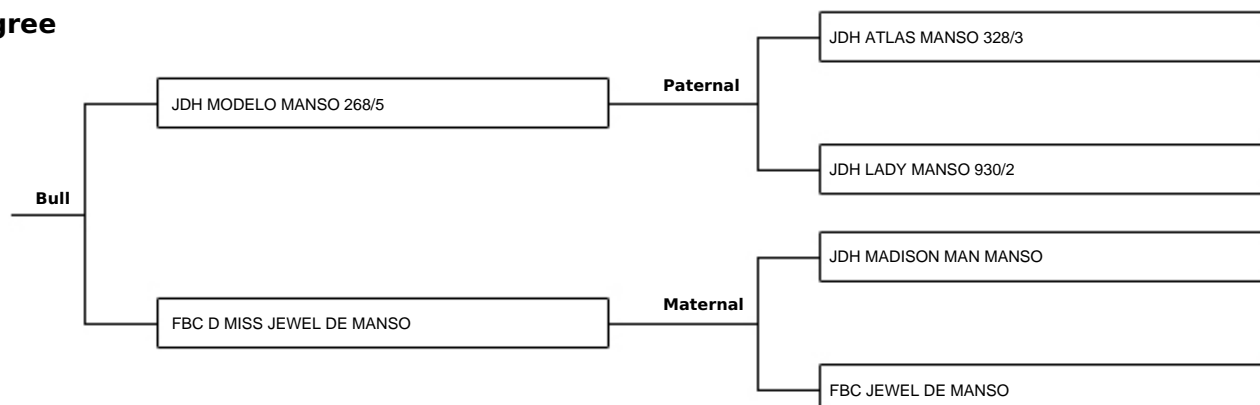 gree
JDH ATLAS MANSO 328/3
Paternal
JDH MODELO MANSO 268/5
JDH LADY MANSO 930/2
Bull
JDH MADISON MAN MANSO
Maternal
FBC D MISS JEWEL DE MANSO
FBC JEWEL DE MANSO